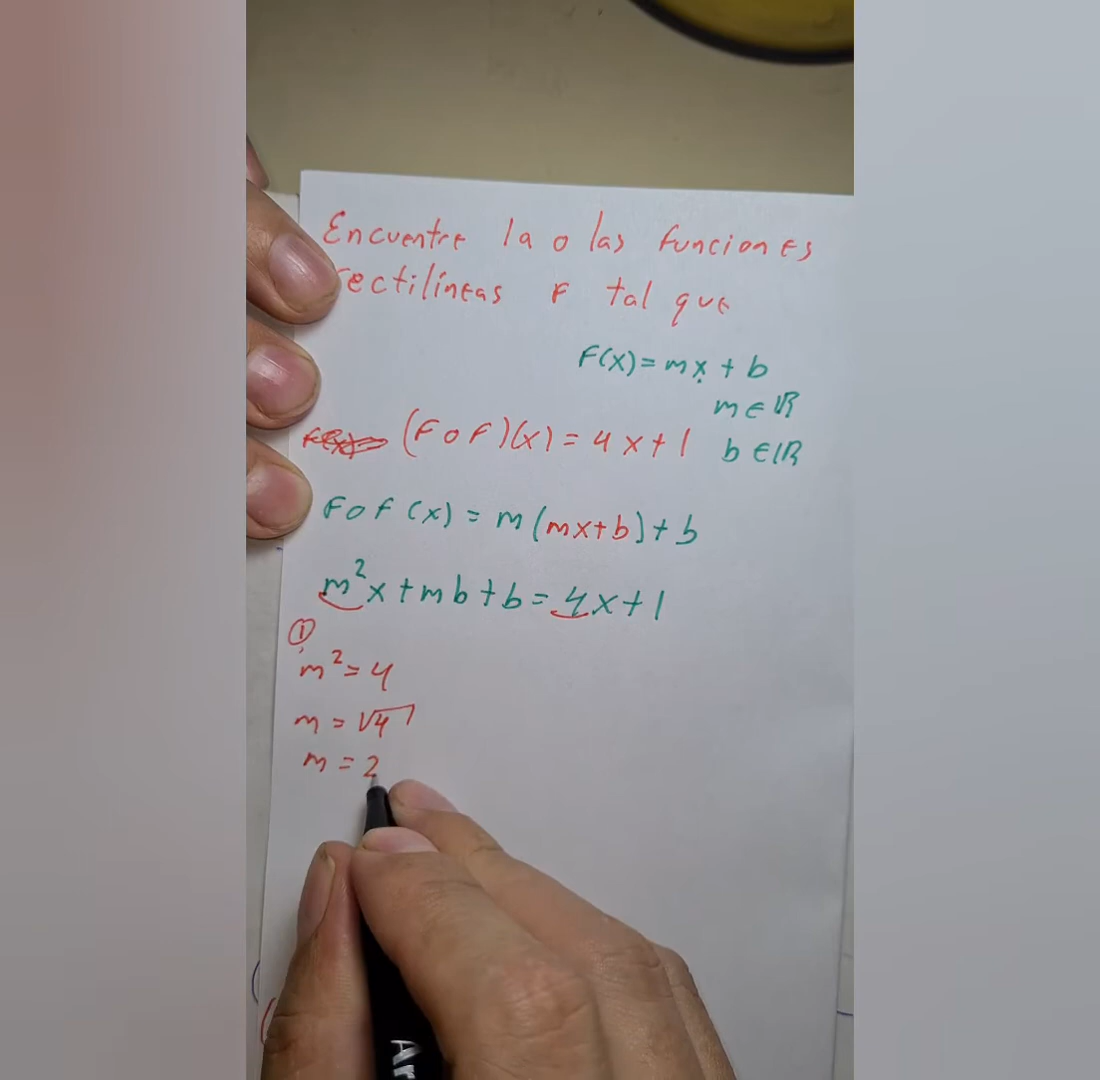 Encuentre la o las funciones
rectilíneas F tal que
F(x) = mx + b
m ∈ ℝ
(F o F)(x) = 4x + 1
b ∈ ℝ
F o F (x) = m(mx+b) + b
m²x + mb + b = 4x + 1
①
m² = 4
m = √4
m = 2